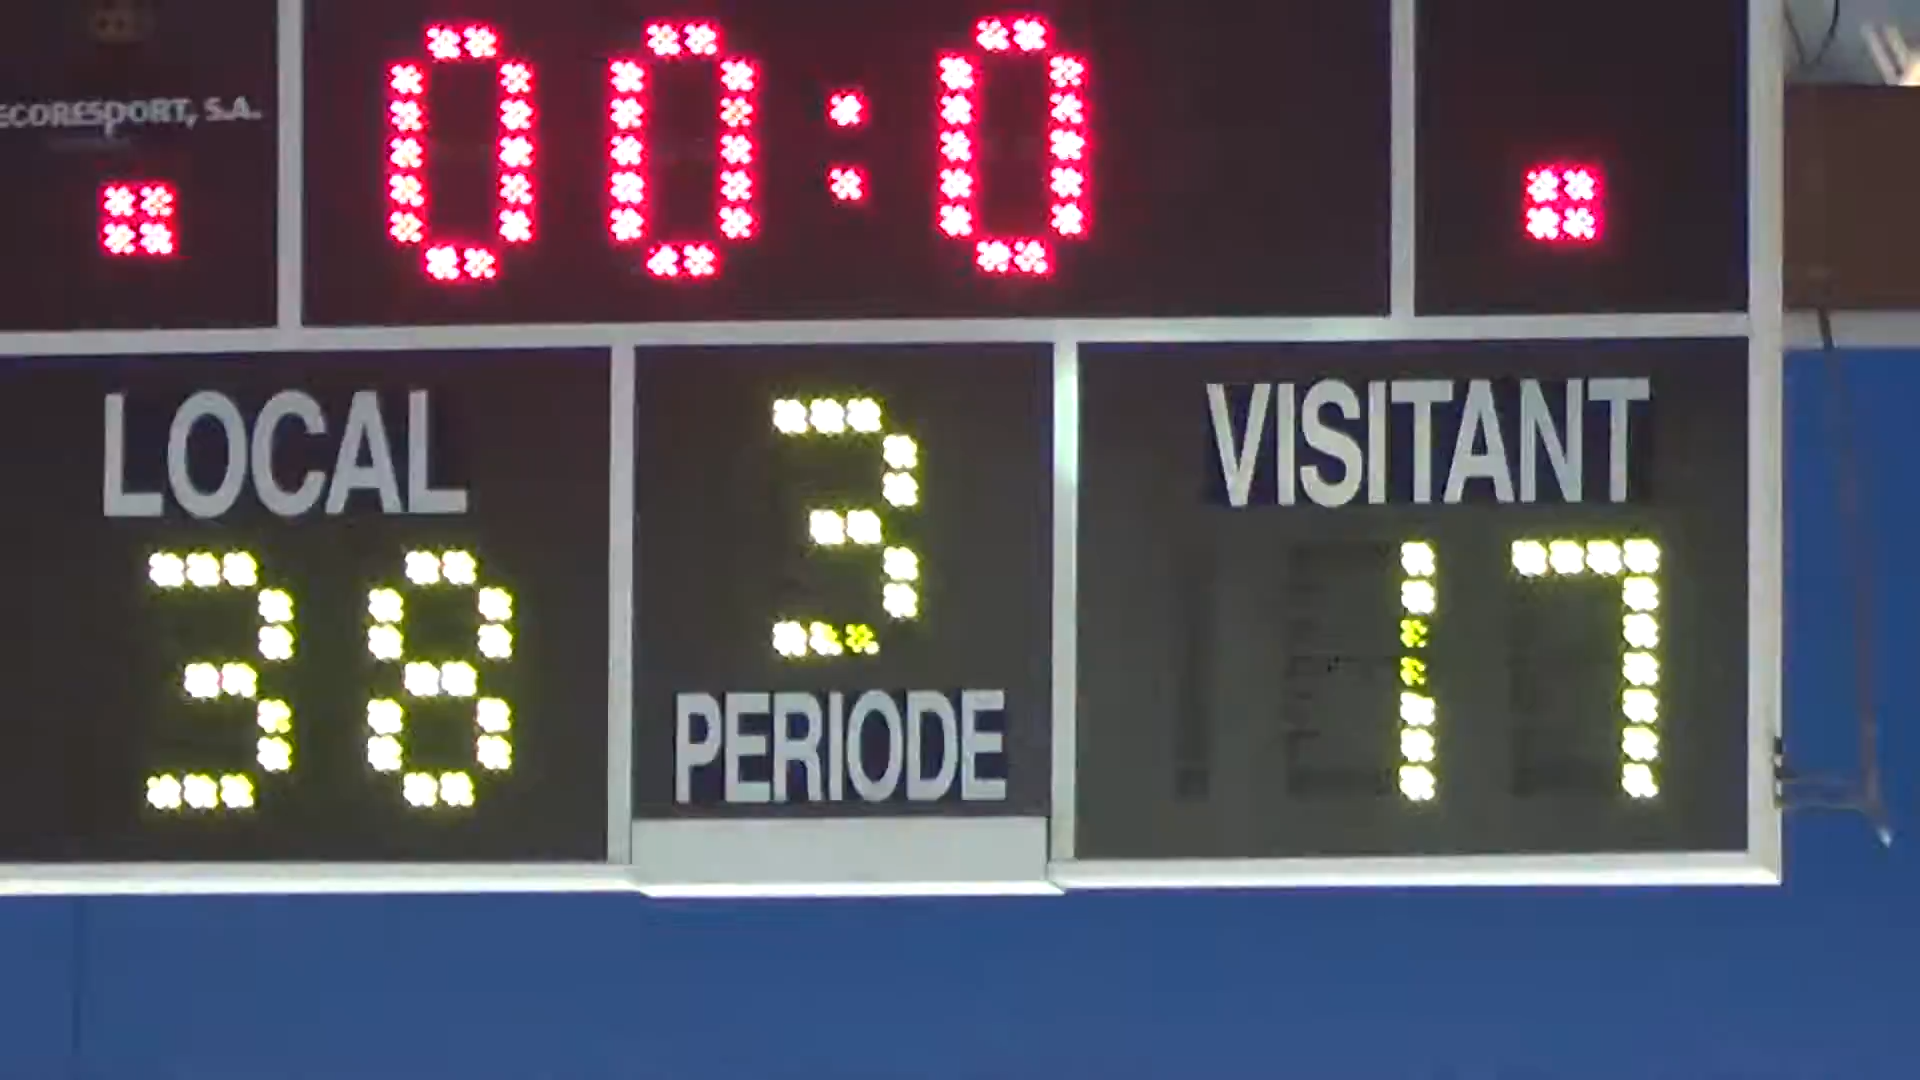 ECORESPORT, S.A.
00:0
LOCAL
VISITANT
3
38
17
PERIODE